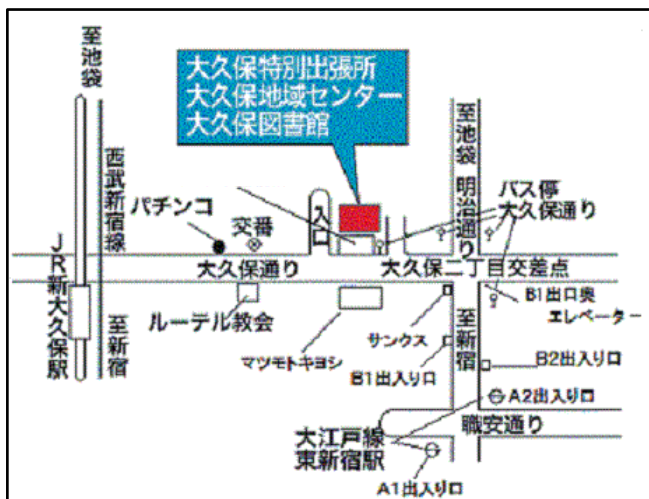 至池袋
大久保特別出張所
大久保地域センター
大久保図書館
至池袋
明治通り
西武新宿線
バス停
大久保通り
パチンコ
交番
入口
大久保通り
大久保二丁目交差点
JR新大久保駅
至新宿
ルーテル教会
マツモトキヨシ
サンクス
B1出入り口
至新宿
B1出口奥
エレベーター
B2出入り口
A2出入り口
職安通り
大江戸線
東新宿駅
A1出入り口